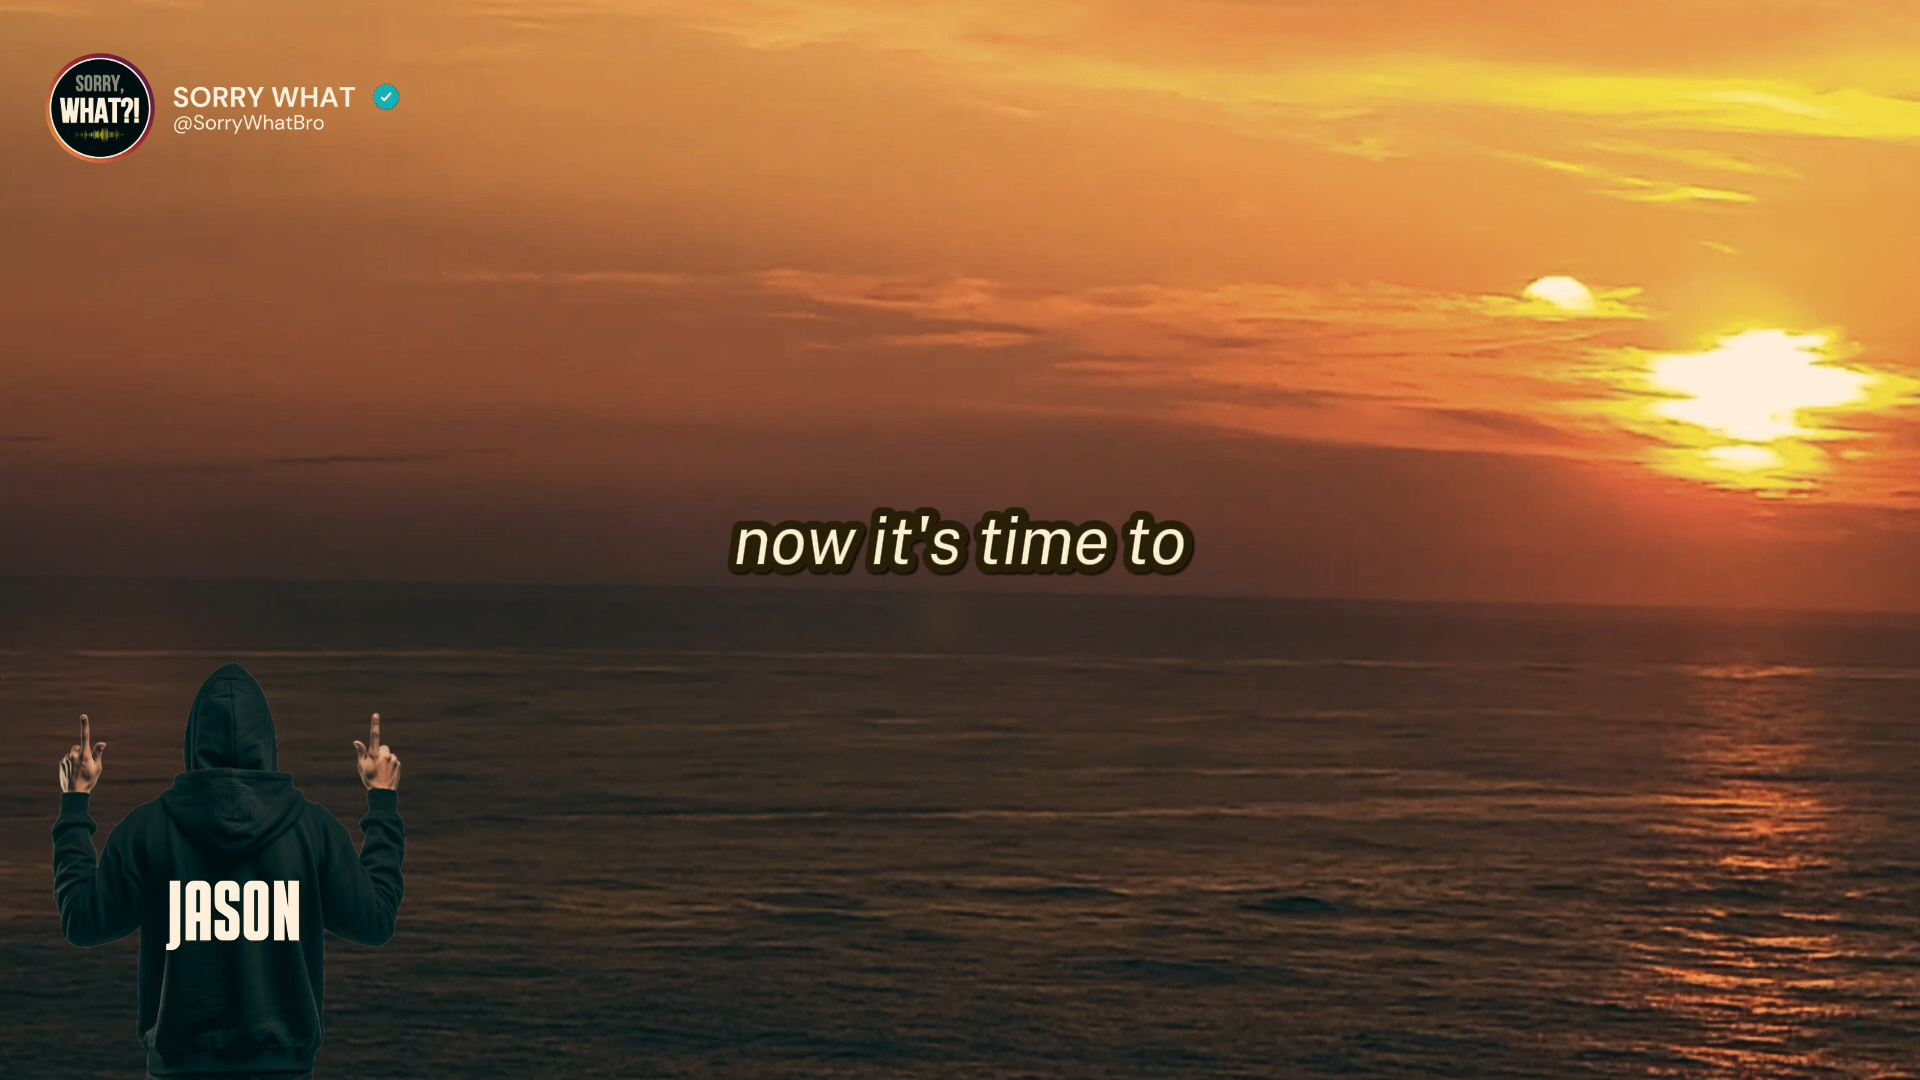 SORRY,
WHAT?!
SORRY WHAT
@SorryWhatBro
now it's time to
JASON